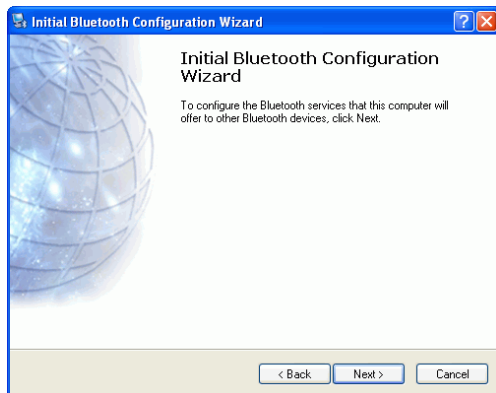 Initial Bluetooth Configuration Wizard
Initial Bluetooth Configuration
Wizard
To configure the Bluetooth services that this computer will
offer to other Bluetooth devices, click Next.
< Back Next > Cancel